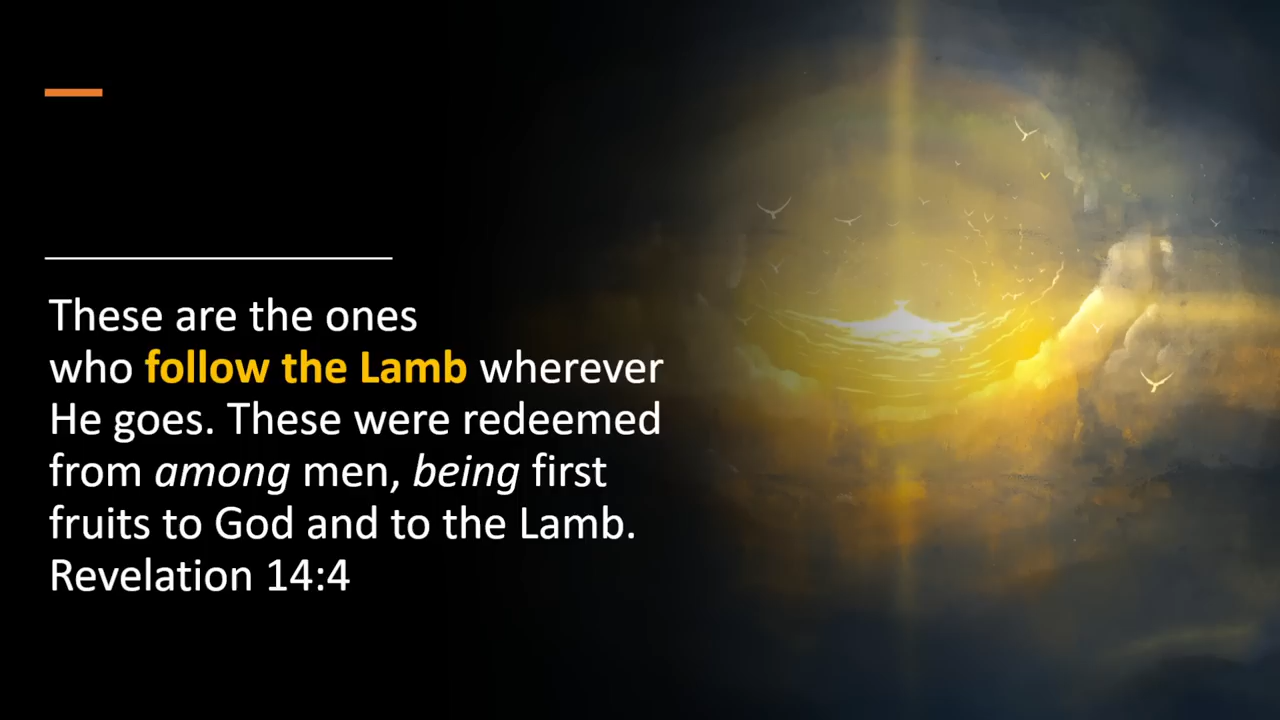 These are the ones
who follow the Lamb wherever
He goes. These were redeemed
from among men, being first
fruits to God and to the Lamb.
Revelation 14:4